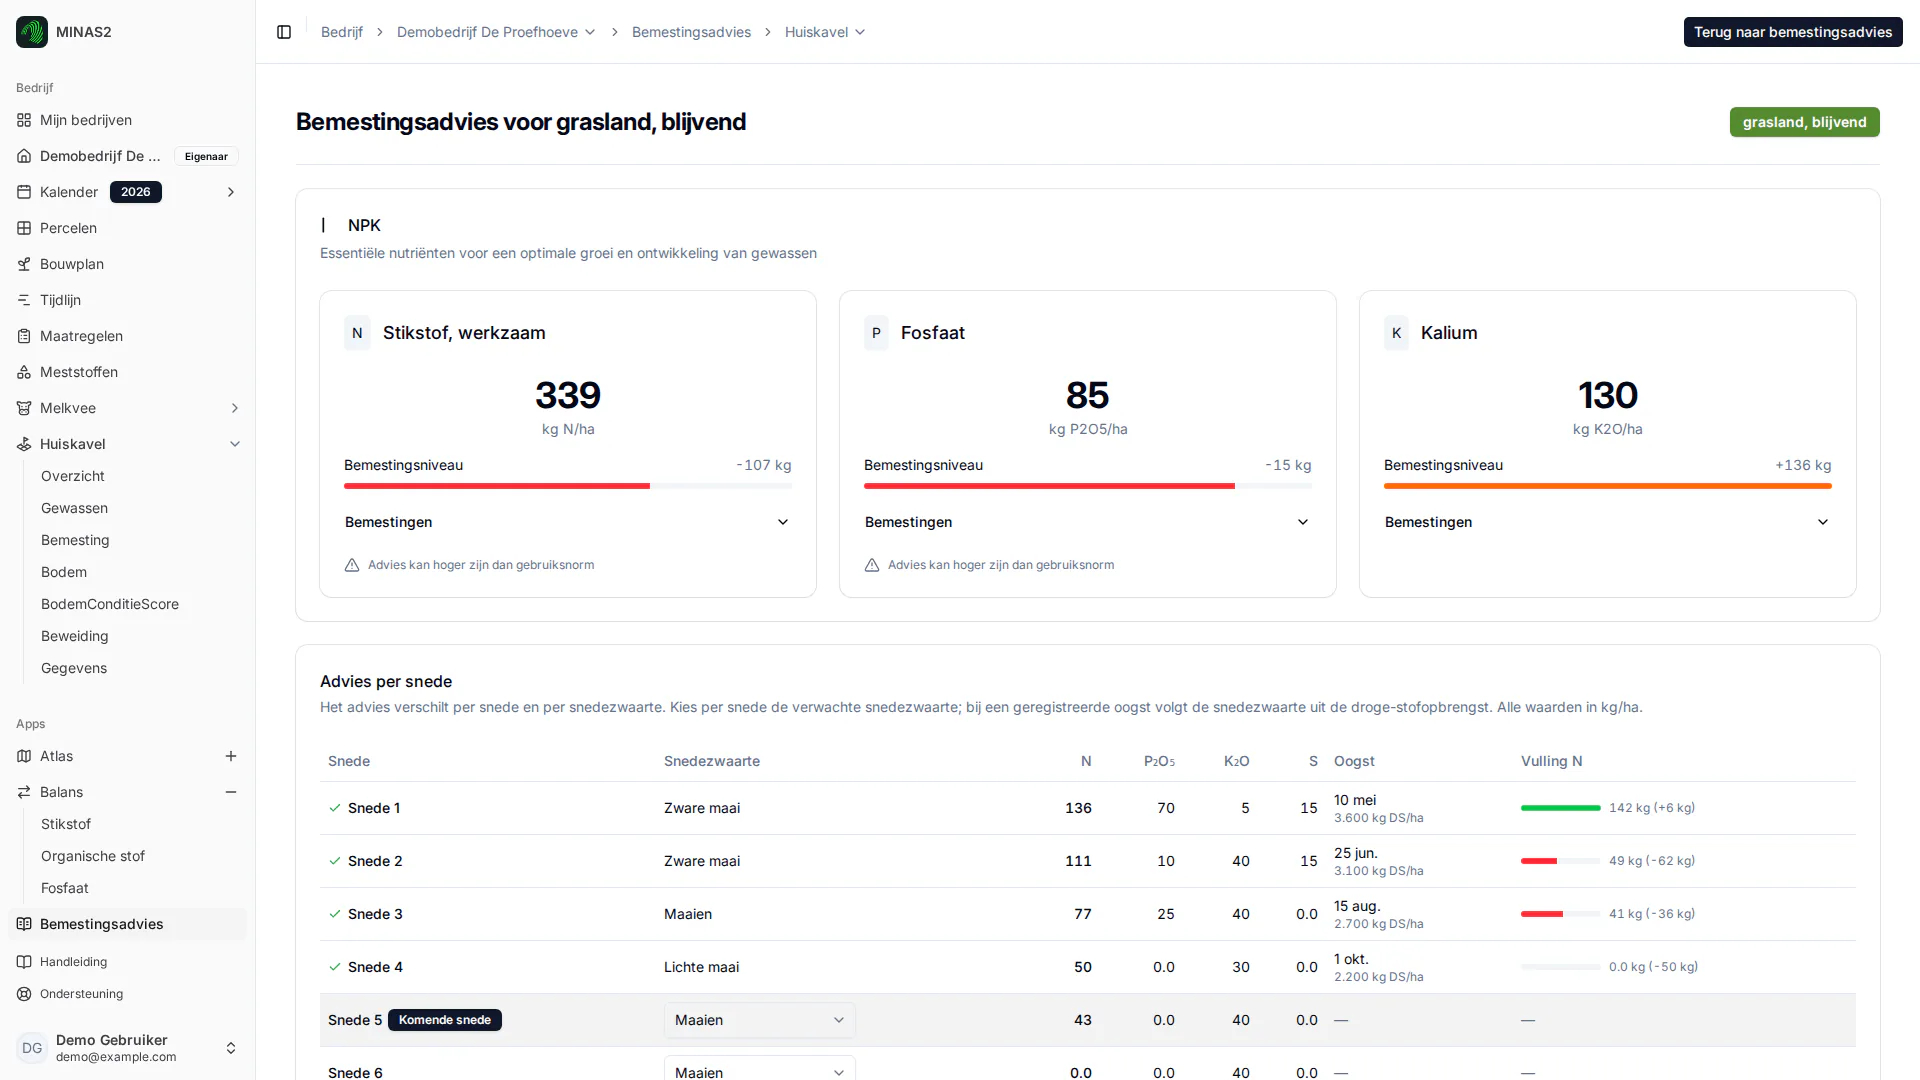 MINAS2
Bedrijf
Mijn bedrijven
Demobedrijf De ... Eigenaar
Kalender 2026
Percelen
Bouwplan
Tijdlijn
Maatregelen
Meststoffen
Melkvee
Huiskavel
Overzicht
Gewassen
Bemesting
Bodem
BodemConditieScore
Beweiding
Gegevens
Apps
Atlas
Balans
Stikstof
Organische stof
Fosfaat
Bemestingsadvies
Handleiding
Ondersteuning
DG Demo Gebruiker
demo@example.com
Bedrijf > Demobedrijf De Proefhoeve > Bemestingsadvies > Huiskavel
Terug naar bemestingsadvies
Bemestingsadvies voor grasland, blijvend
grasland, blijvend
NPK
Essentiële nutriënten voor een optimale groei en ontwikkeling van gewassen
N Stikstof, werkzaam
339
kg N/ha
Bemestingsniveau -107 kg
Bemestingen
Advies kan hoger zijn dan gebruiksnorm
P Fosfaat
85
kg P2O5/ha
Bemestingsniveau -15 kg
Bemestingen
Advies kan hoger zijn dan gebruiksnorm
K Kalium
130
kg K2O/ha
Bemestingsniveau +136 kg
Bemestingen
Advies per snede
Het advies verschilt per snede en per snedezwaarte. Kies per snede de verwachte snedezwaarte; bij een geregistreerde oogst volgt de snedezwaarte uit de droge-stofopbrengst. Alle waarden in kg/ha.
Snede Snedezwaarte N P₂O₅ K₂O S Oogst Vulling N
Snede 1 Zware maai 136 70 5 15 10 mei 142 kg (+6 kg)
3.600 kg DS/ha
Snede 2 Zware maai 111 10 40 15 25 jun. 49 kg (-62 kg)
3.100 kg DS/ha
Snede 3 Maaien 77 25 40 0.0 15 aug. 41 kg (-36 kg)
2.700 kg DS/ha
Snede 4 Lichte maai 50 0.0 30 0.0 1 okt. 0.0 kg (-50 kg)
2.200 kg DS/ha
Snede 5 Komende snede Maaien 43 0.0 40 0.0 — —
Snede 6 Maaien 0.0 0.0 40 0.0 — —